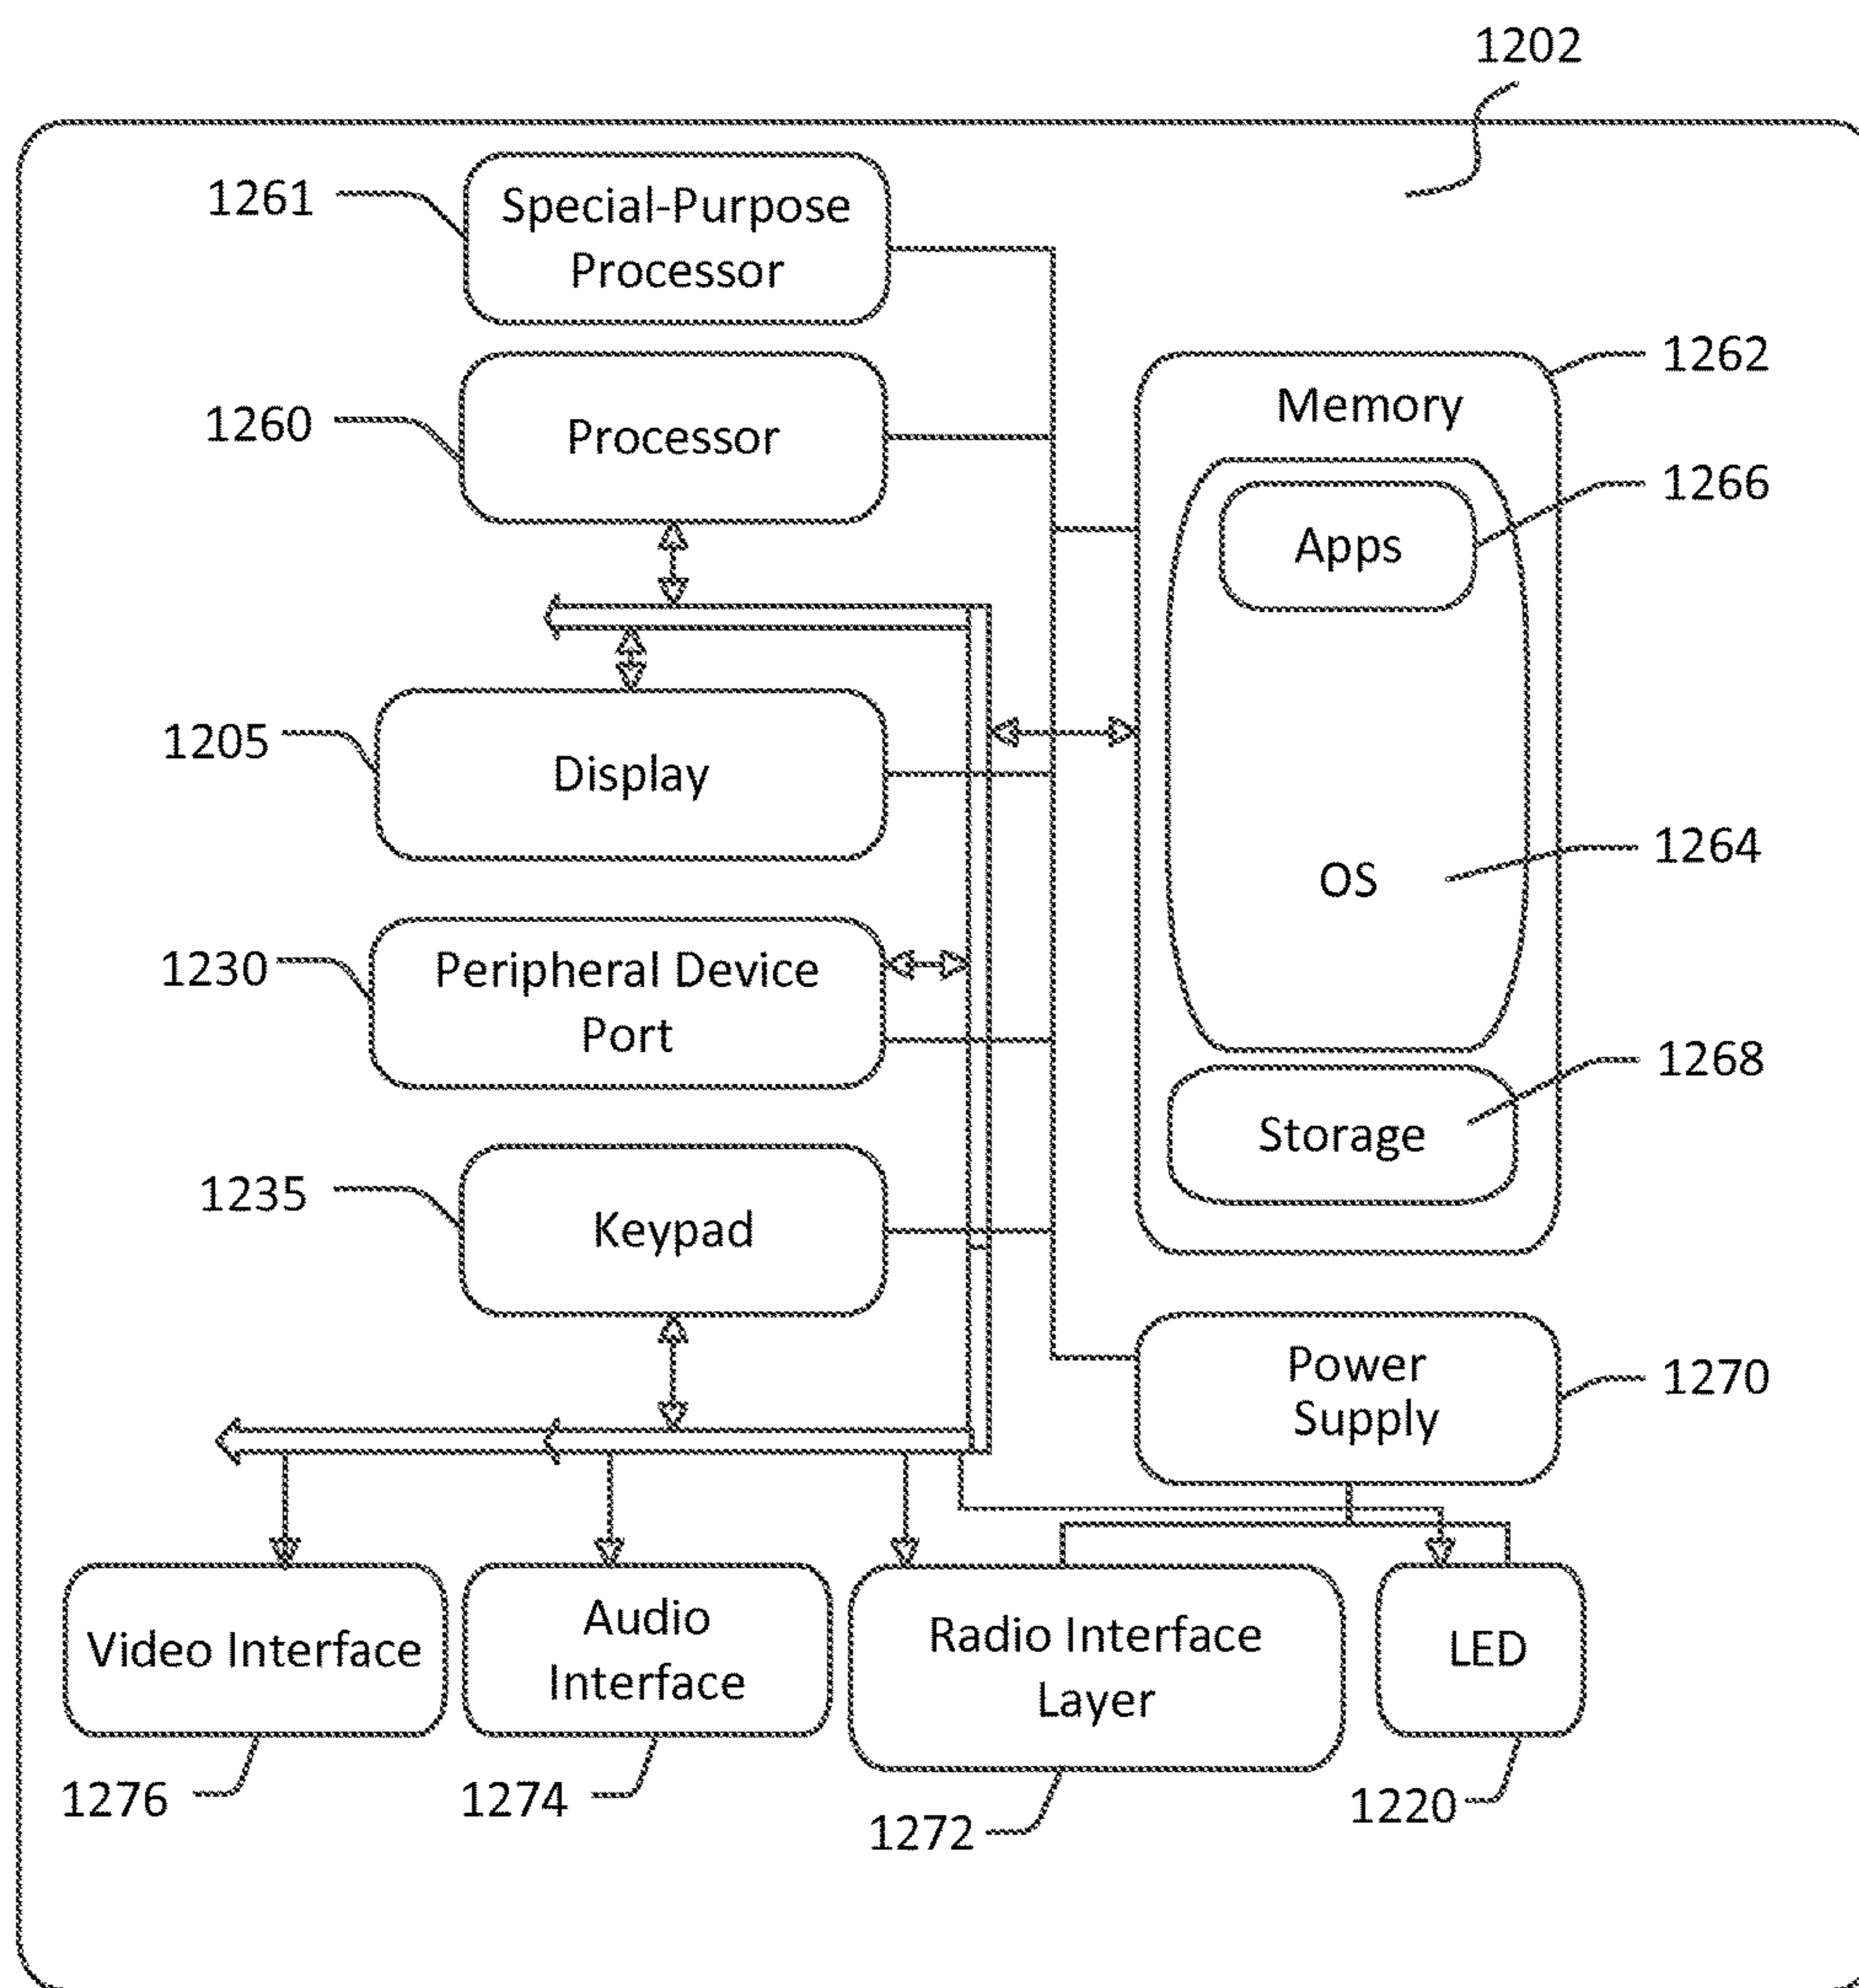 1202
1261
Special-Purpose
Processor
1262
Memory
1260
Processor
1266
Apps
1205
Display
1264
OS
1230
Peripheral Device
Port
1268
Storage
1235
Keypad
Power
Supply
1270
Video Interface
Audio
Interface
Radio Interface
Layer
LED
1276
1274
1272
1220